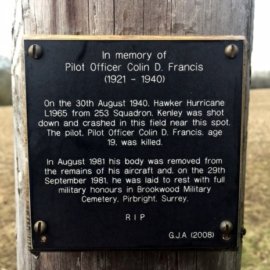 In memory of
Pilot Officer Colin D. Francis
(1921 - 1940)
On the 30th August 1940, Hawker Hurricane
L1965 from 253 Squadron, Kenley was shot
down and crashed in this field near this spot.
The pilot, Pilot Officer Colin D. Francis, age
19, was killed.
In August 1981 his body was removed from
the remains of his aircraft and, on the 29th
September 1981, he was laid to rest with full
military honours in Brookwood Military
Cemetery, Pirbright, Surrey.
R I P
G.J.A (2008)